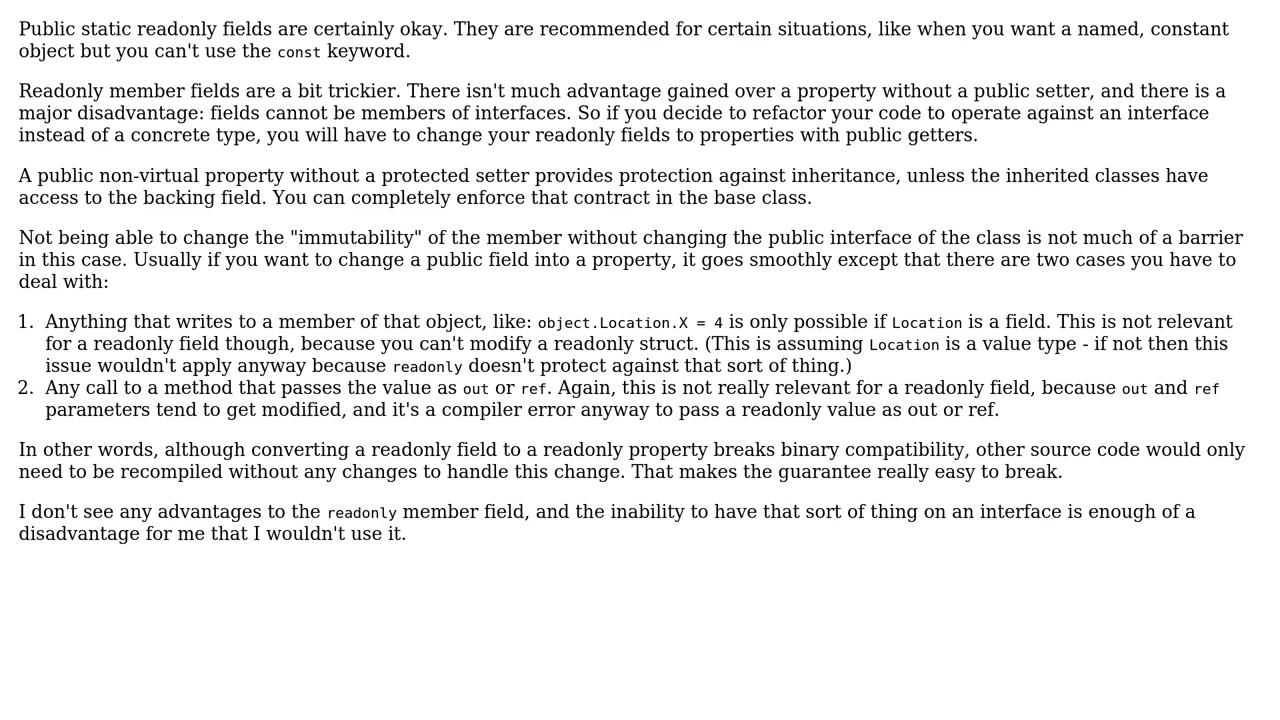 Public static readonly fields are certainly okay. They are recommended for certain situations, like when you want a named, constant
object but you can't use the const keyword.
Readonly member fields are a bit trickier. There isn't much advantage gained over a property without a public setter, and there is a
major disadvantage: fields cannot be members of interfaces. So if you decide to refactor your code to operate against an interface
instead of a concrete type, you will have to change your readonly fields to properties with public getters.
A public non-virtual property without a protected setter provides protection against inheritance, unless the inherited classes have
access to the backing field. You can completely enforce that contract in the base class.
Not being able to change the "immutability" of the member without changing the public interface of the class is not much of a barrier
in this case. Usually if you want to change a public field into a property, it goes smoothly except that there are two cases you have to
deal with:
1. Anything that writes to a member of that object, like: object.Location.X = 4 is only possible if Location is a field. This is not relevant
for a readonly field though, because you can't modify a readonly struct. (This is assuming Location is a value type - if not then this
issue wouldn't apply anyway because readonly doesn't protect against that sort of thing.)
2. Any call to a method that passes the value as out or ref. Again, this is not really relevant for a readonly field, because out and ref
parameters tend to get modified, and it's a compiler error anyway to pass a readonly value as out or ref.
In other words, although converting a readonly field to a readonly property breaks binary compatibility, other source code would only
need to be recompiled without any changes to handle this change. That makes the guarantee really easy to break.
I don't see any advantages to the readonly member field, and the inability to have that sort of thing on an interface is enough of a
disadvantage for me that I wouldn't use it.